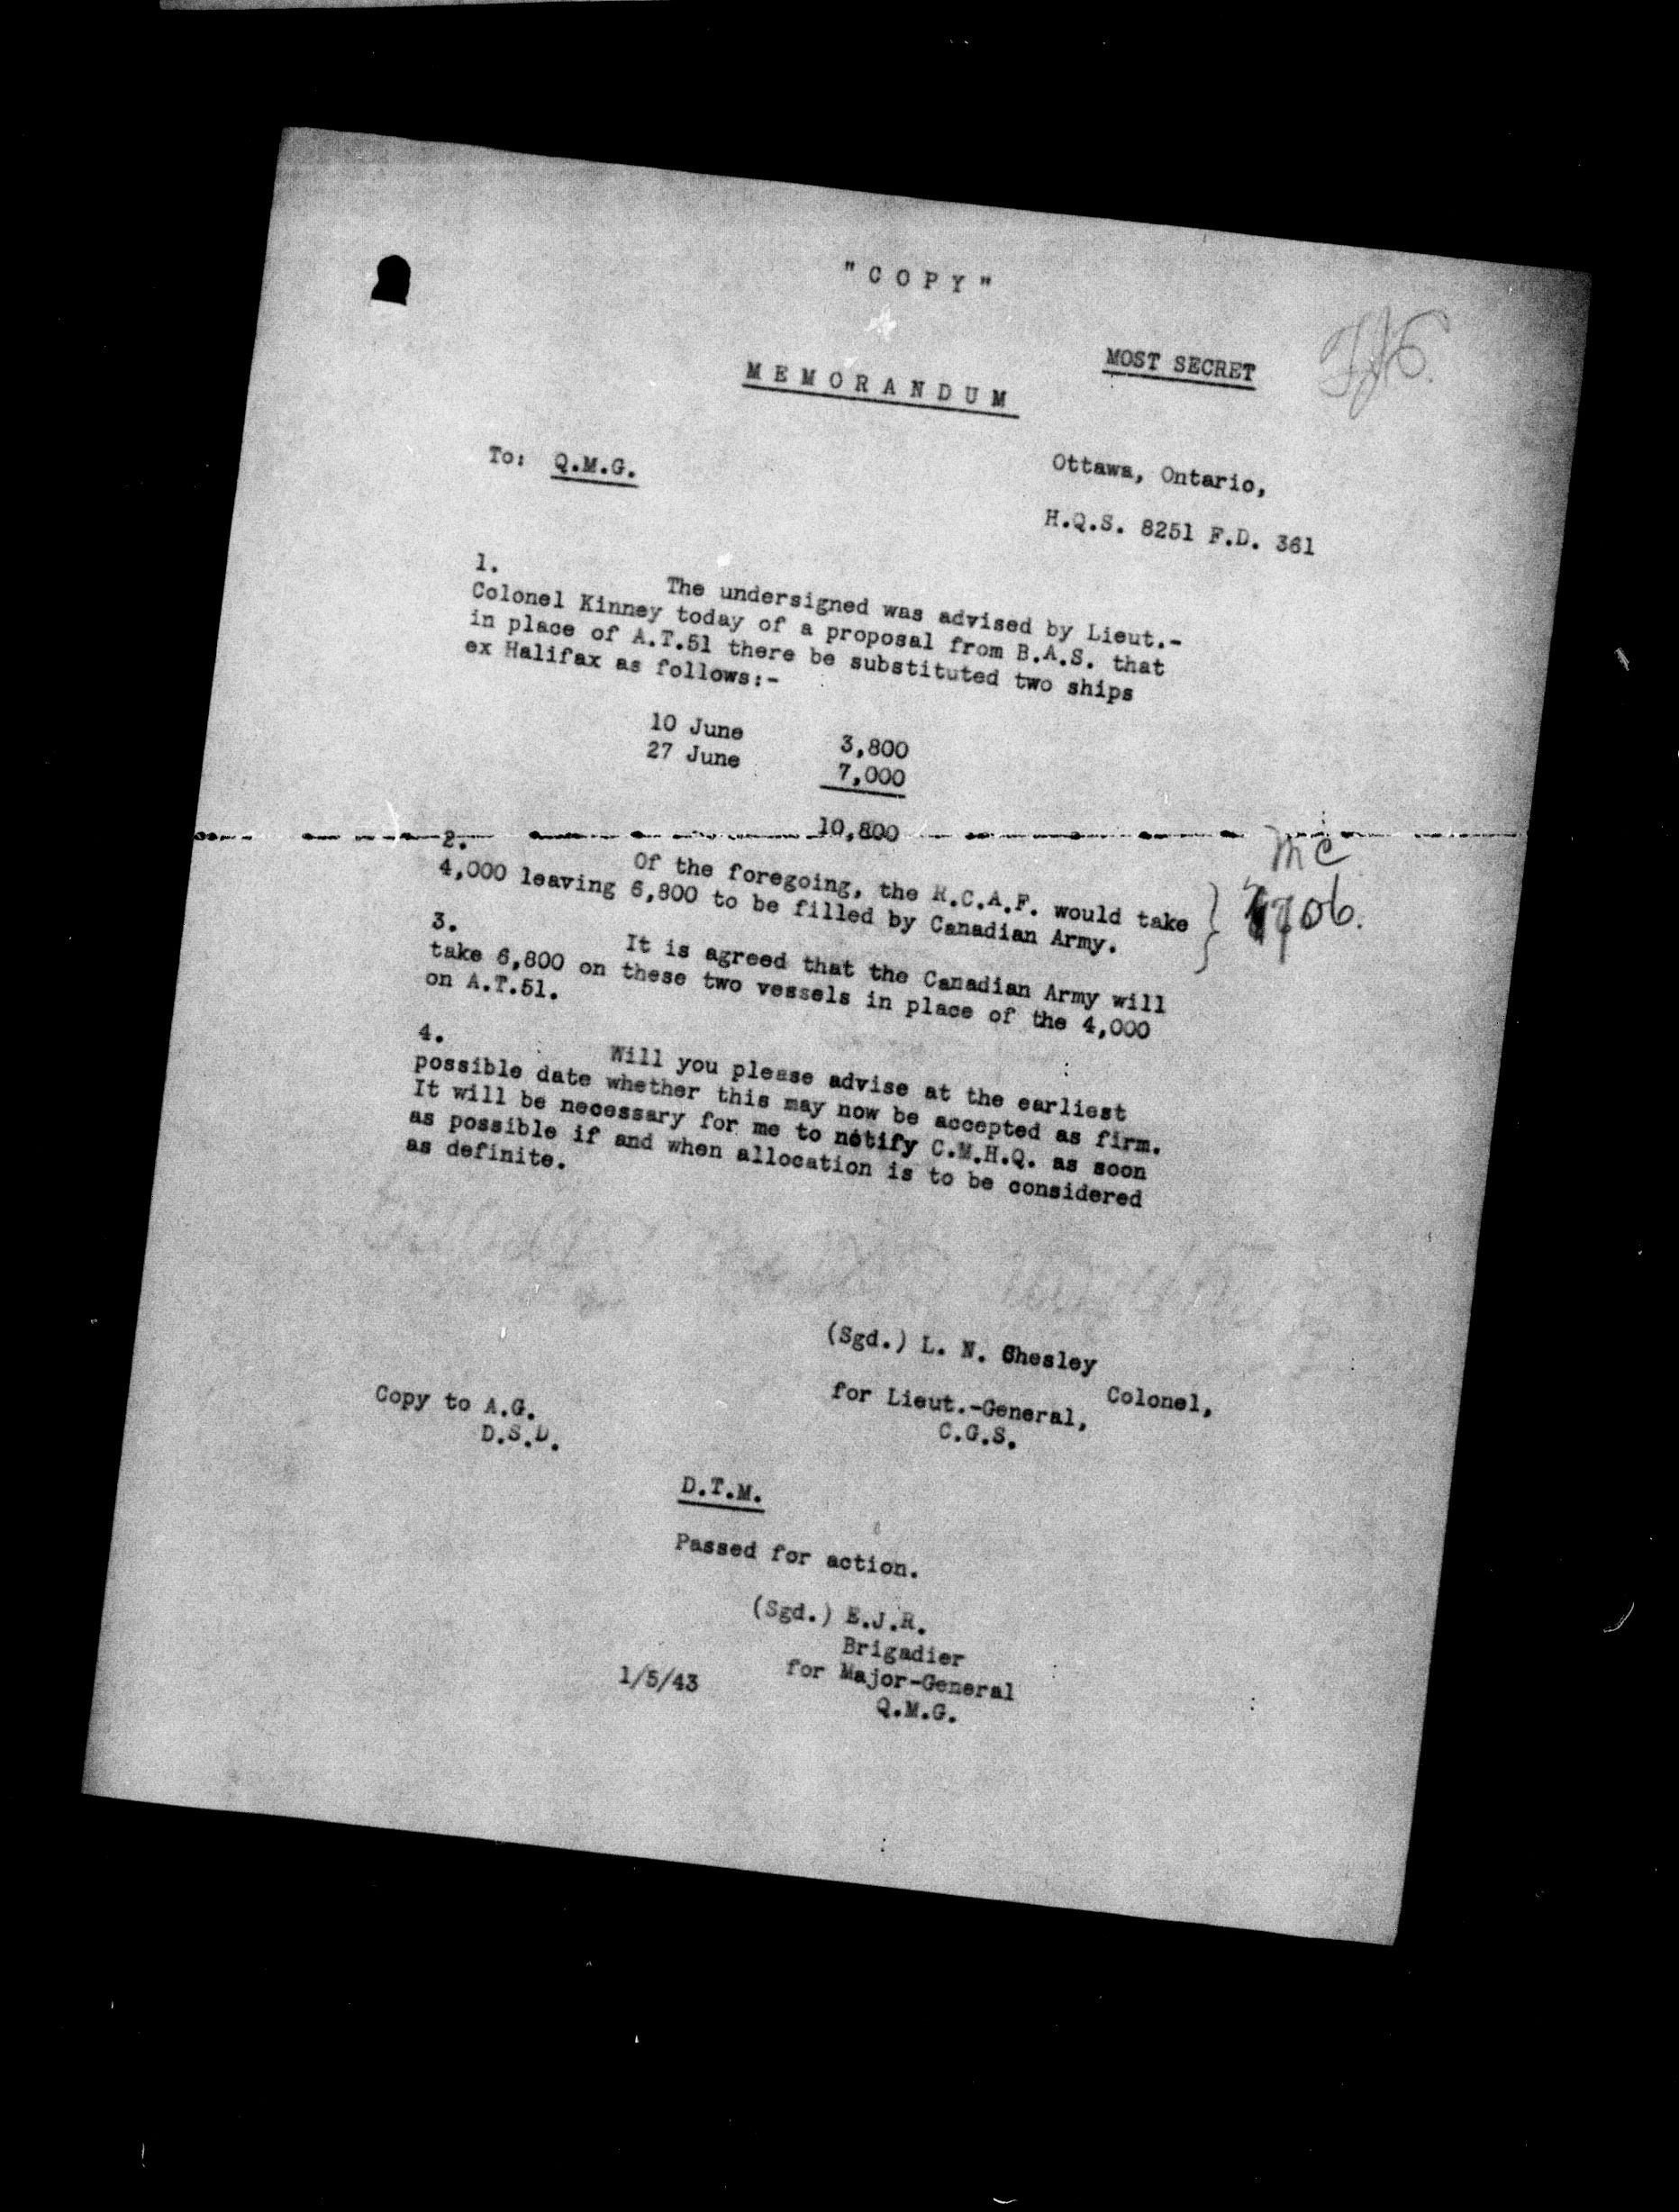 "COPY"
MOST SECRET
MEMORANDUM
To: Q.M.G.
Ottawa, Ontario,
H.Q.S. 8251 F.D. 361
1. The undersigned was advised by Lieut.-
Colonel Kinney today of a proposal from B.A.S. that
in place of A.T.51 there be substituted two ships
ex Halifax as follows:-
10 June 3,800
27 June 7,000
10,800
2. Of the foregoing, the R.C.A.F. would take
4,000 leaving 6,800 to be filled by Canadian Army.
3. It is agreed that the Canadian Army will
take 6,800 on these two vessels in place of the 4,000
on A.T.51.
4. Will you please advise at the earliest
possible date whether this may now be accepted as firm.
It will be necessary for me to notify C.M.H.Q. as soon
as possible if and when allocation is to be considered
as definite.
(Sgd.) L. N. Chesley
Colonel,
for Lieut.-General,
C.G.S.
Copy to A.G.
D.S.D.
D.T.M.
Passed for action.
(Sgd.) E.J.R.
Brigadier
for Major-General
Q.M.G.
1/5/43